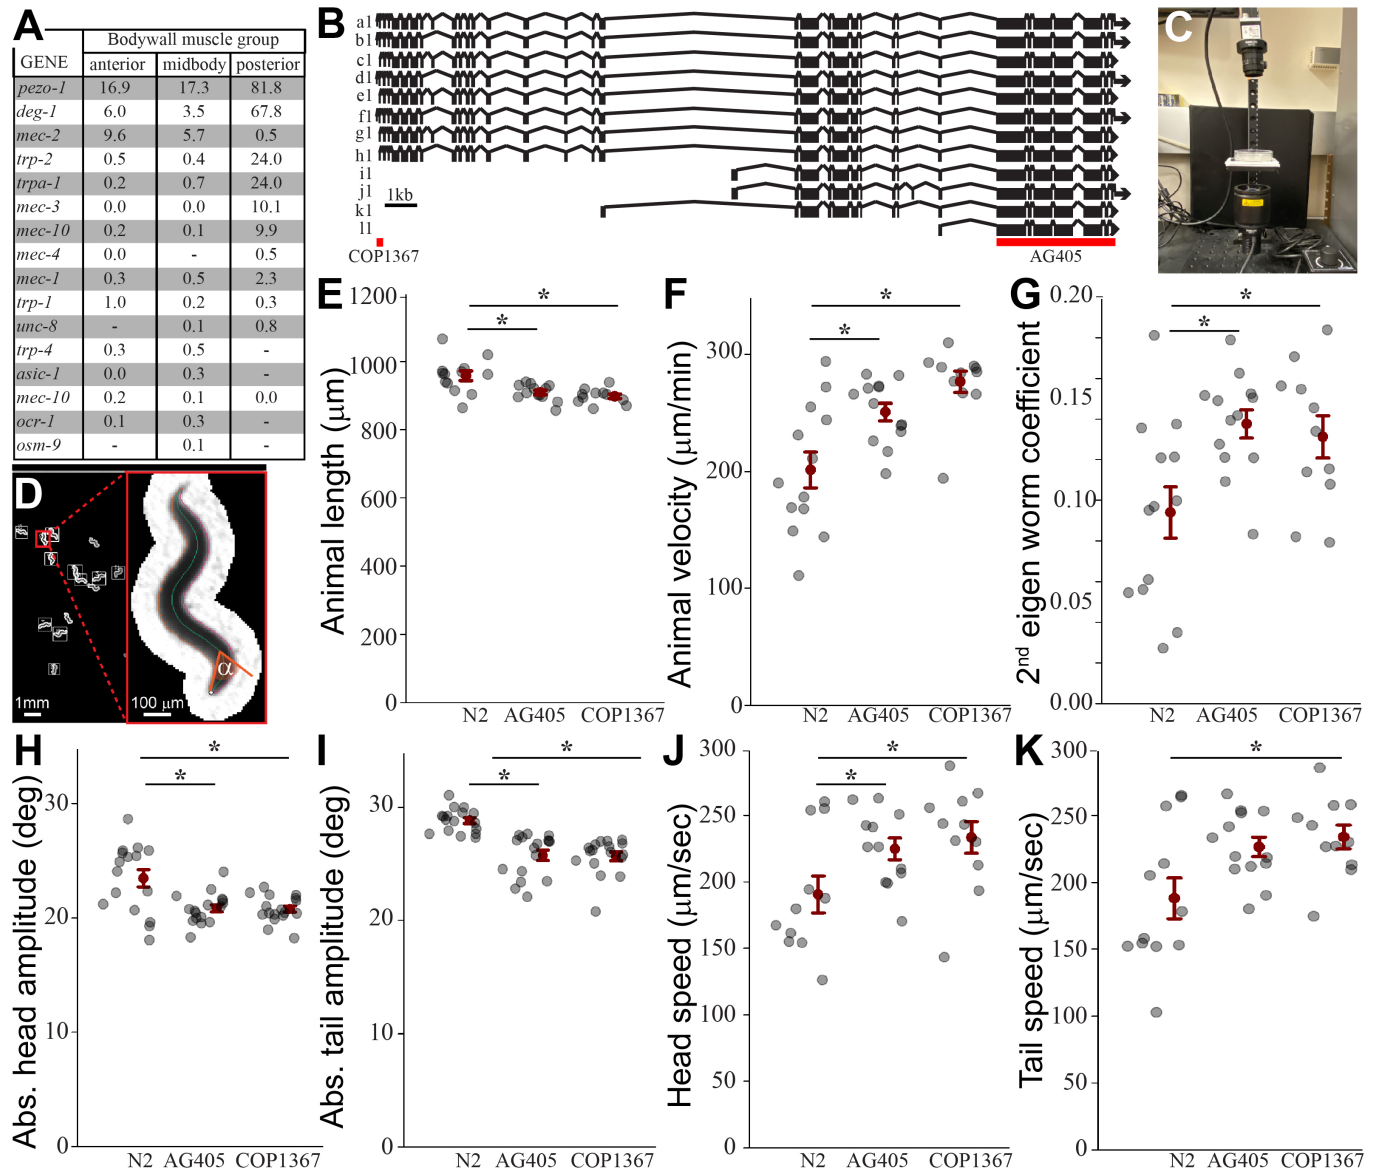 A
Bodywall muscle group
GENE anterior midbody posterior
pezo-1 16.9 17.3 81.8
deg-1 6.0 3.5 67.8
mec-2 9.6 5.7 0.5
trp-2 0.5 0.4 24.0
trpa-1 0.2 0.7 24.0
mec-3 0.0 0.0 10.1
mec-10 0.2 0.1 9.9
mec-4 0.0 - 0.5
mec-1 0.3 0.5 2.3
trp-1 1.0 0.2 0.3
unc-8 - 0.1 0.8
trp-4 0.3 0.5 -
asic-1 0.0 0.3 -
mec-10 0.2 0.1 0.0
ocr-1 0.1 0.3 -
osm-9 - 0.1
B
a1
b1
c1
d1
e1
f1
g1
h1
i1
j1
k1
l1
1kb
COP1367
AG405
C
D
α
1mm
100 μm
E
Animal length (μm)
1200
1000
800
600
400
200
0
*
*
N2 AG405 COP1367
F
Animal velocity (μm/min)
300
200
100
0
*
*
N2 AG405 COP1367
G
2nd eigen worm coefficient
0.20
0.15
0.10
0.05
0.00
*
*
N2 AG405 COP1367
H
Abs. head amplitude (deg)
30
20
10
0
*
*
N2 AG405 COP1367
I
Abs. tail amplitude (deg)
30
20
10
0
*
*
N2 AG405 COP1367
J
Head speed (μm/sec)
300
250
200
150
100
50
0
*
*
N2 AG405 COP1367
K
Tail speed (μm/sec)
300
250
200
150
100
50
0
*
N2 AG405 COP1367